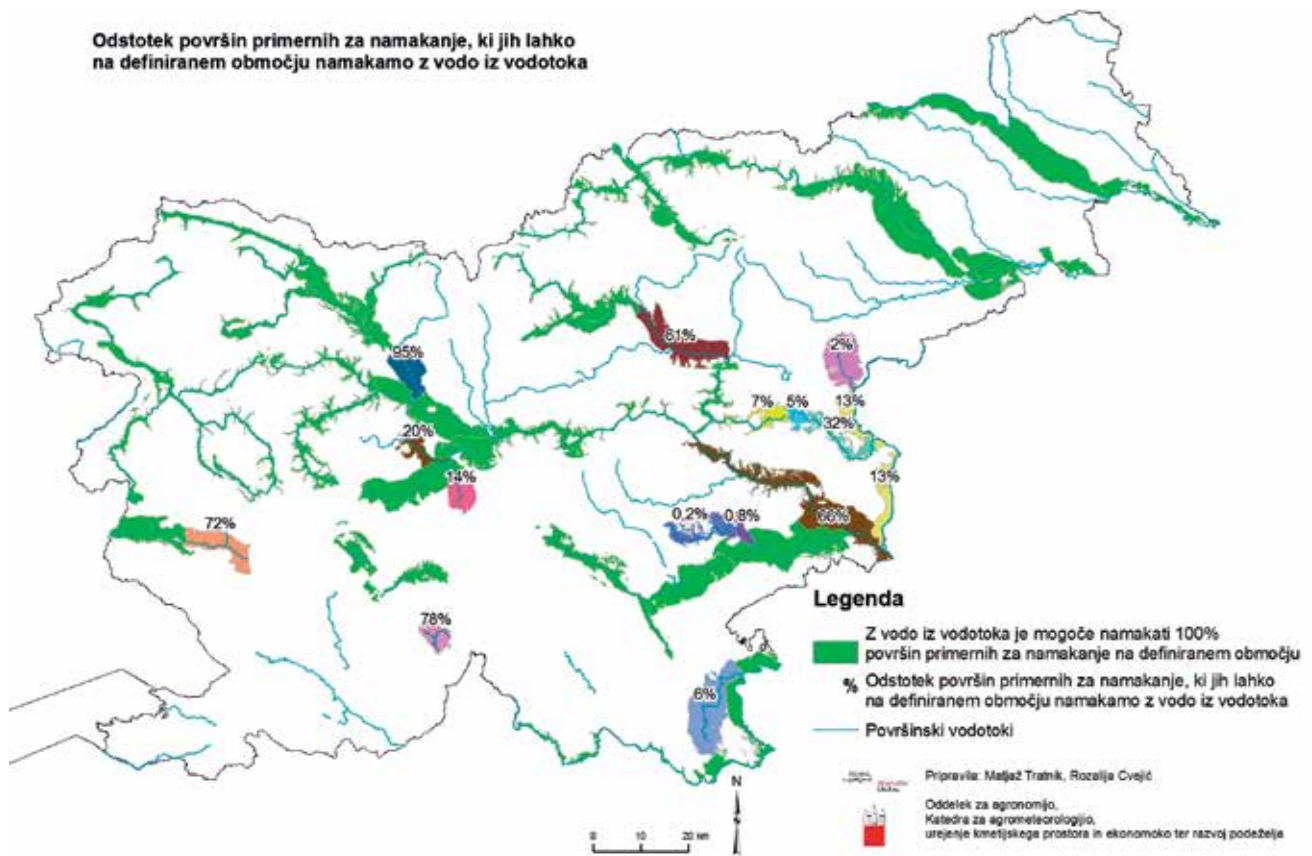 Odstotek površin primernih za namakanje, ki jih lahko
na definiranem območju namakamo z vodo iz vodotoka
61%
2%
95%
7%
5%
13%
32%
20%
14%
13%
72%
0,2%
0,8%
66%
78%
6%
Legenda
Z vodo iz vodotoka je mogoče namakati 100%
površin primernih za namakanje na definiranem območju
% Odstotek površin primernih za namakanje, ki jih lahko
na definiranem območju namakamo z vodo iz vodotoka
Površinski vodotoki
N
0 10 20 km
Pripravila: Matjaž Tratnik, Rozalija Cvejić
Oddelek za agronomijo,
Katedra za agrometeorologijio,
urejenje kmetijskega prostora in ekonomoko ter razvoj podeželja